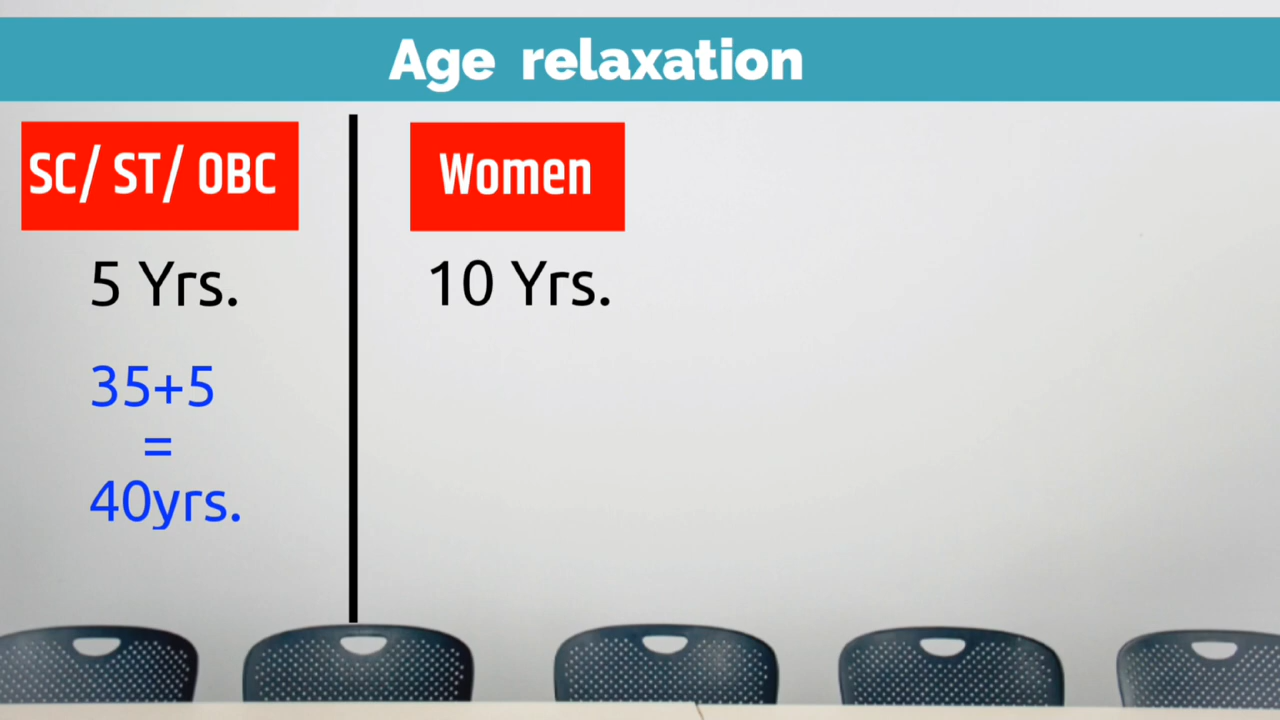 Age relaxation
SC/ ST/ OBC
5 Yrs.
35+5
=
40yrs.
Women
10 Yrs.